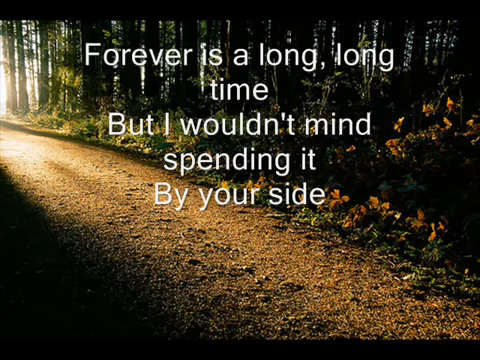 Forever is a long, long
time
But I wouldn't mind
spending it
By your side